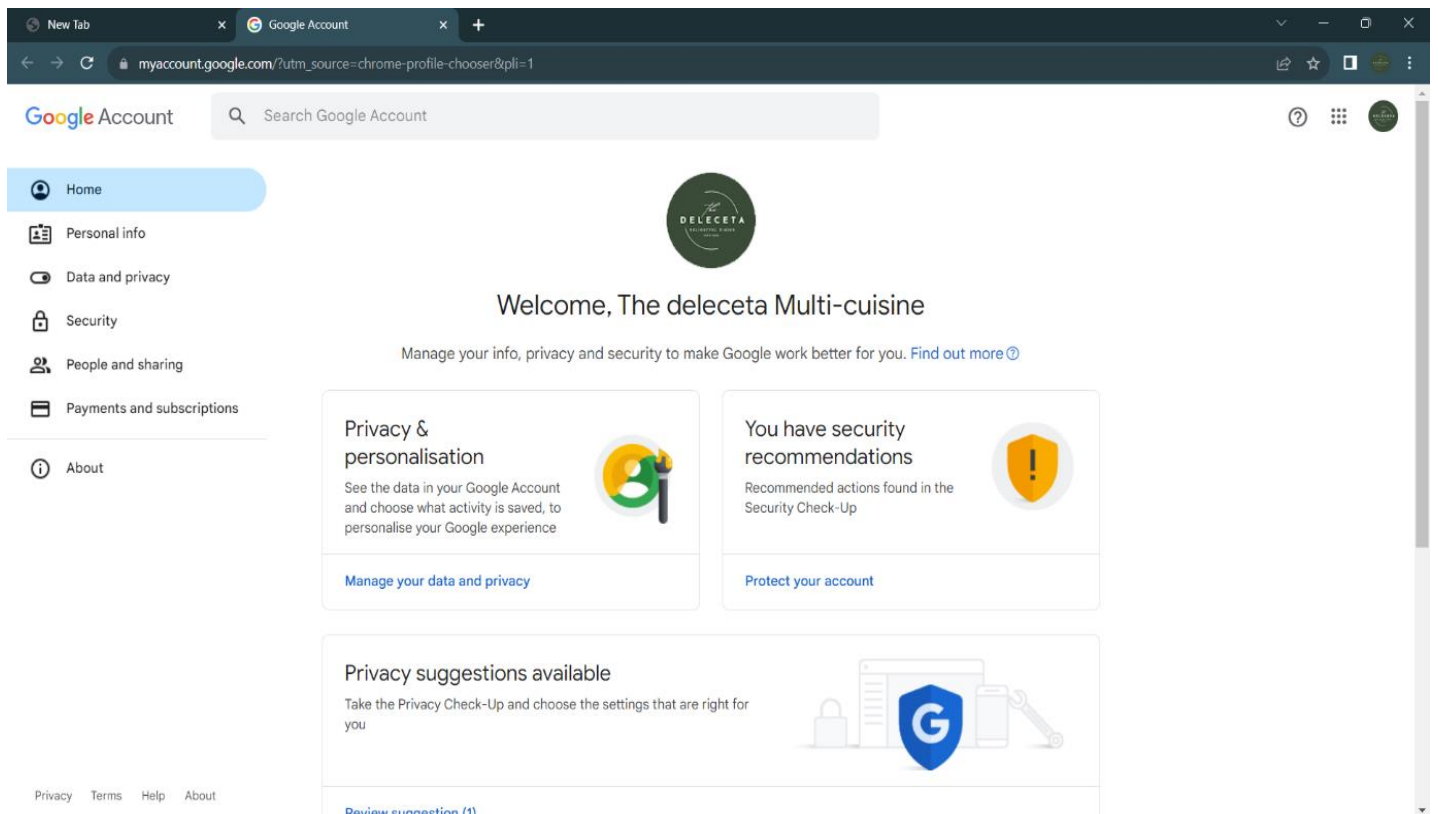 New Tab
Google Account
myaccount.google.com/?utm_source=chrome-profile-chooser&pli=1
Google Account
Search Google Account
Home
Personal info
Data and privacy
Security
People and sharing
Payments and subscriptions
About
the
DELECETA
Welcome, The deleceta Multi-cuisine
Manage your info, privacy and security to make Google work better for you. Find out more
Privacy &
personalisation
See the data in your Google Account
and choose what activity is saved, to
personalise your Google experience
Manage your data and privacy
You have security
recommendations
Recommended actions found in the
Security Check-Up
Protect your account
Privacy suggestions available
Take the Privacy Check-Up and choose the settings that are right for
you
G
Review suggestion (1)
Privacy Terms Help About